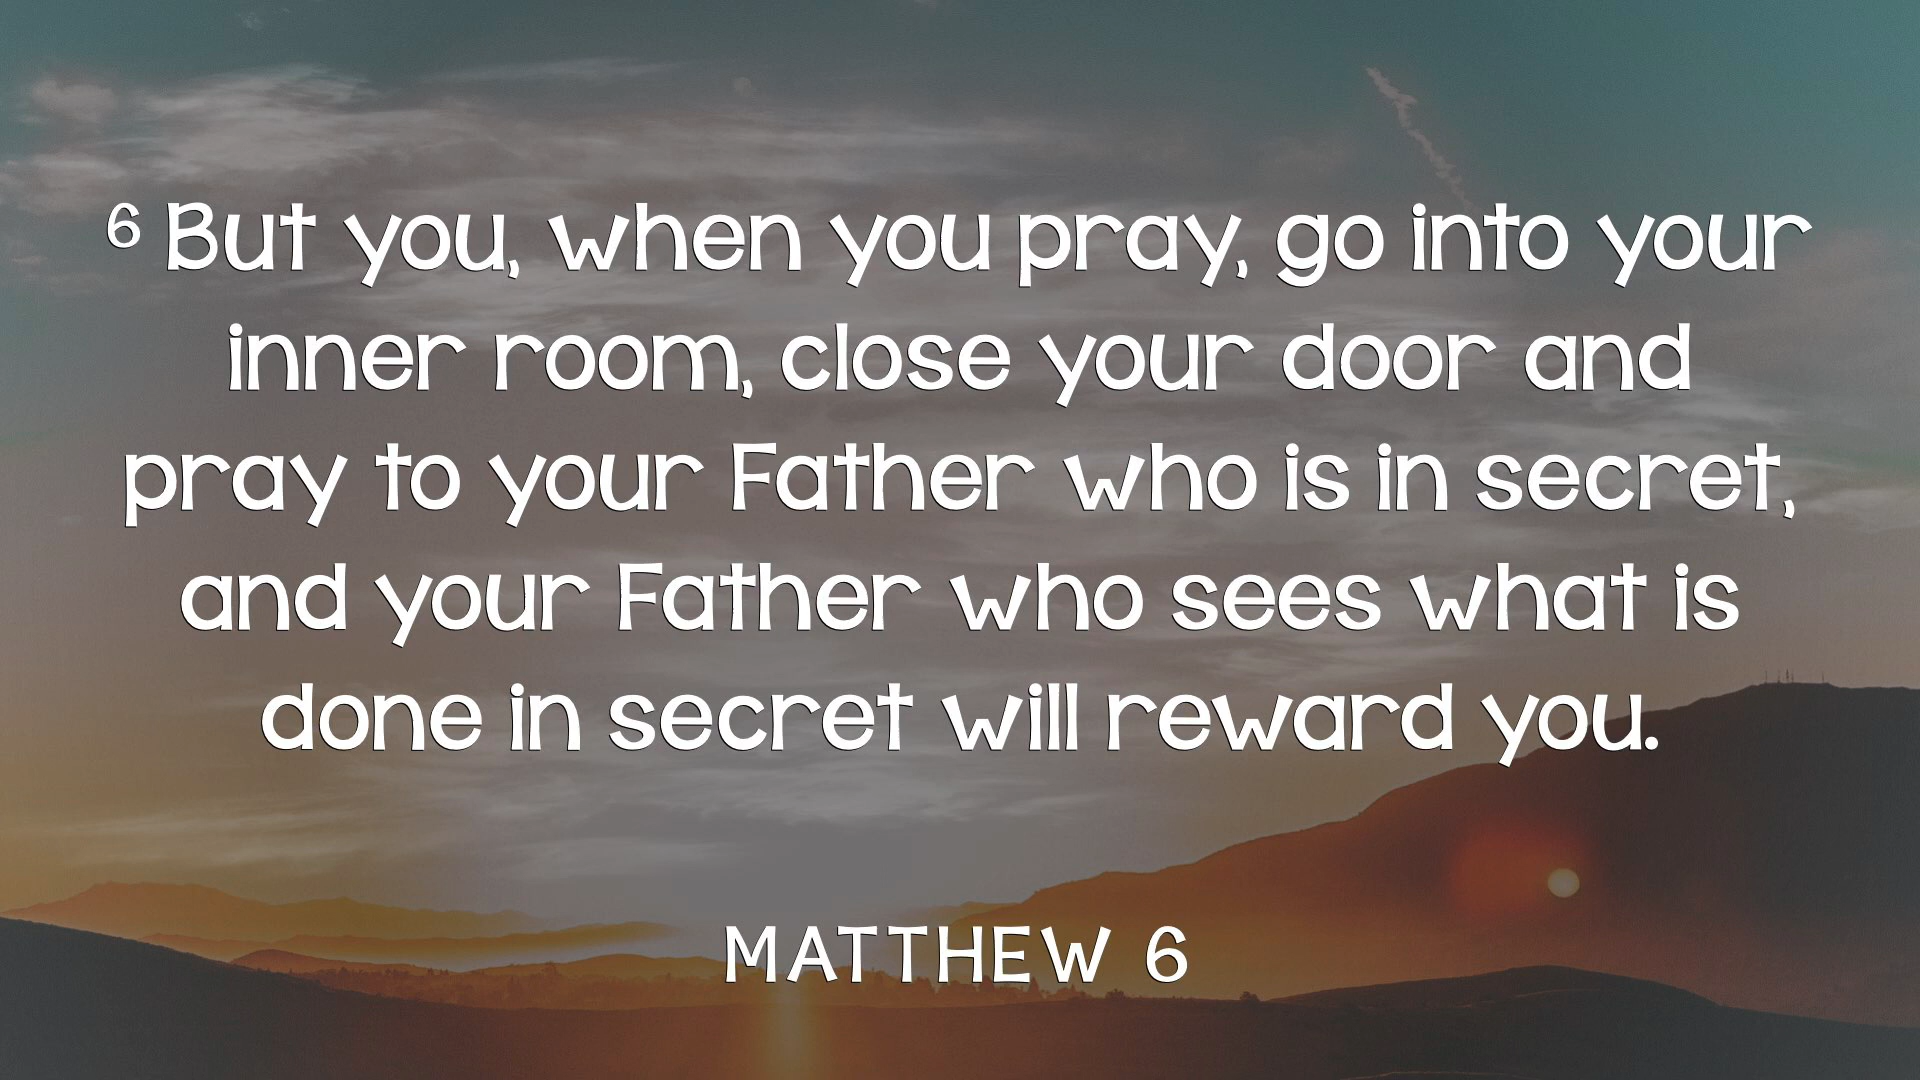 6 But you, when you pray, go into your
inner room, close your door and
pray to your Father who is in secret,
and your Father who sees what is
done in secret will reward you.
MATTHEW 6